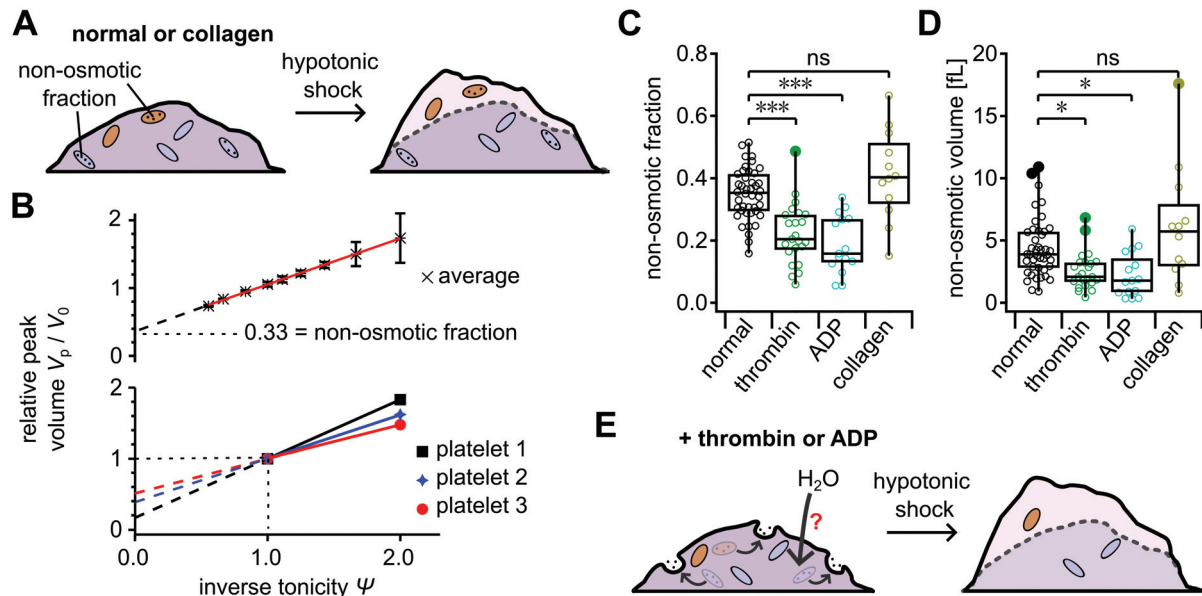 A
normal or collagen
non-osmotic
fraction
hypotonic
shock
B
relative peak
volume Vp / V0
2
1
0
× average
0.33 = non-osmotic fraction
2
1
0
platelet 1
platelet 2
platelet 3
0.0
1.0
2.0
inverse tonicity Ψ
C
non-osmotic fraction
0.8
0.6
0.4
0.2
0.0
ns
***
***
normal
thrombin
ADP
collagen
D
non-osmotic volume [fL]
20
15
10
5
0
ns
*
*
normal
thrombin
ADP
collagen
E
+ thrombin or ADP
H2O
?
hypotonic
shock